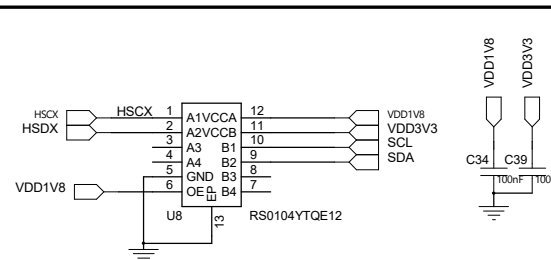 VDD1V8
VDD3V3
HSCX HSCX 1 A1 VCCA 12 VDD1V8
HSDX 2 A2 VCCB 11 VDD3V3
3 A3 B1 10 SCL
4 A4 B2 9 SDA
5 GND B3 8
VDD1V8 6 OE EP B4 7
U8 13 RS0104YTQE12
C34 C39
100nF 100